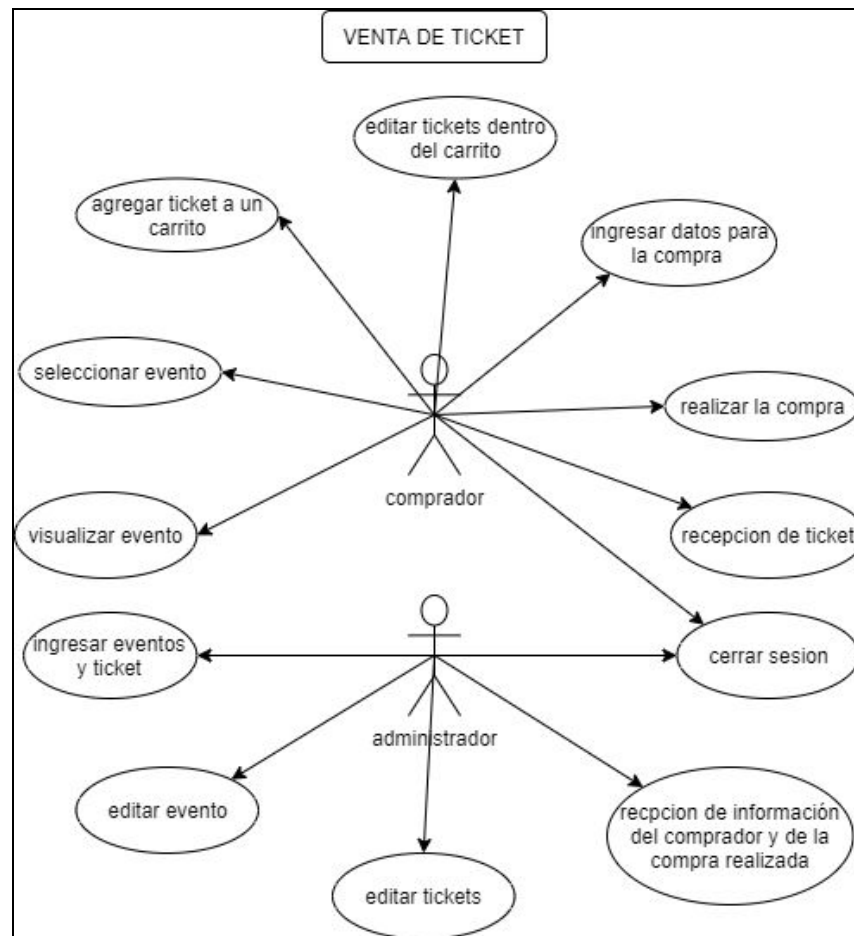 VENTA DE TICKET
editar tickets dentro
del carrito
agregar ticket a un
carrito
ingresar datos para
la compra
seleccionar evento
realizar la compra
comprador
visualizar evento
recepcion de ticket
ingresar eventos
y ticket
cerrar sesion
administrador
editar evento
recpcion de información
del comprador y de la
compra realizada
editar tickets